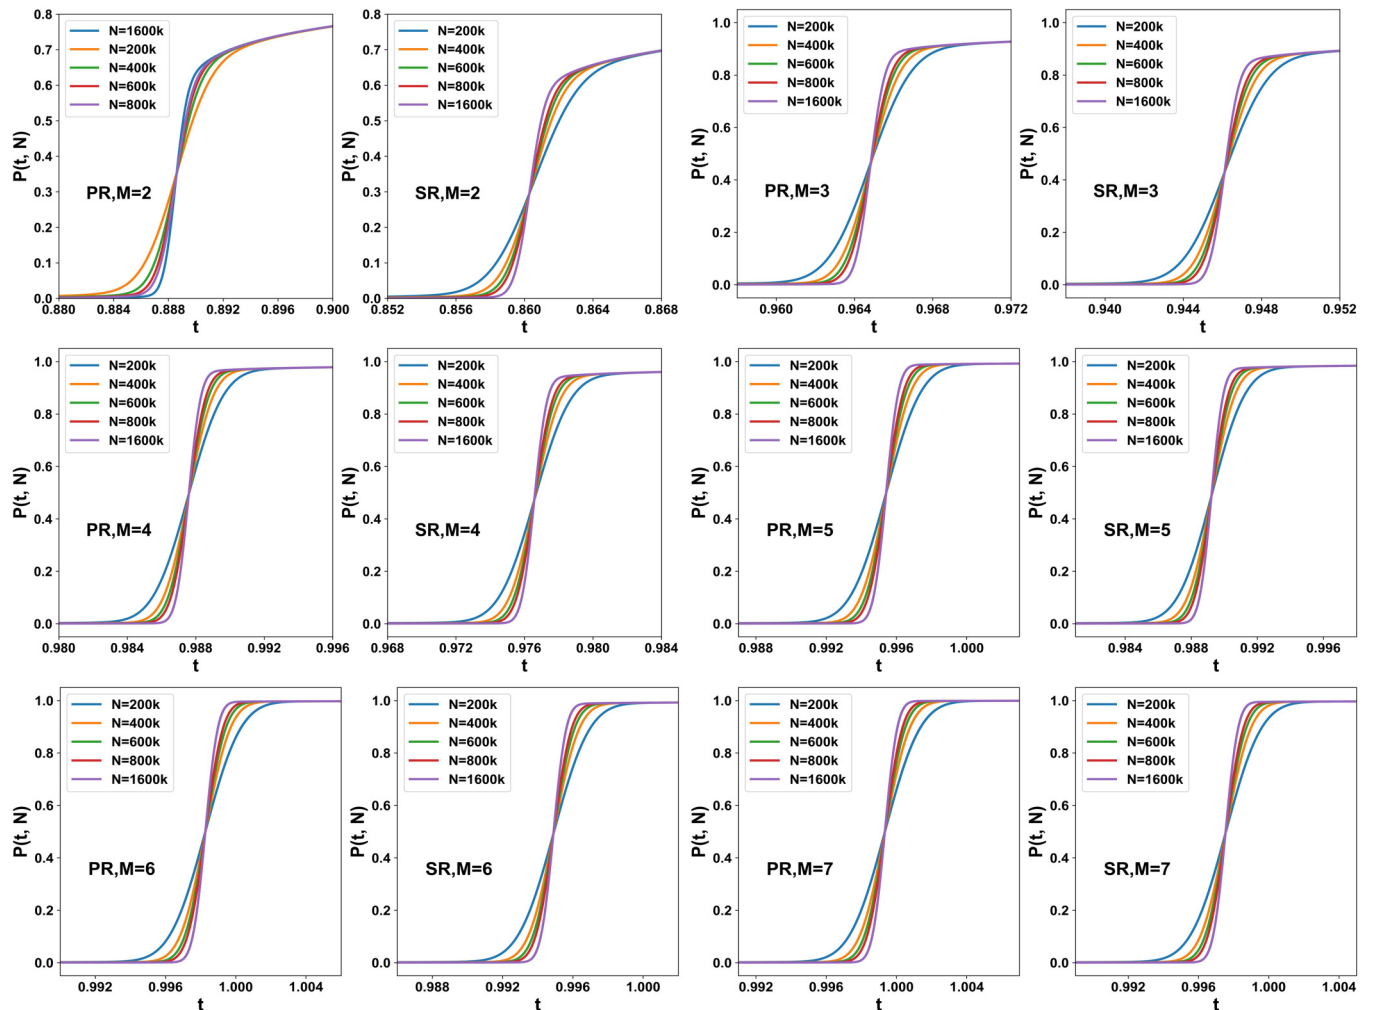 P(t, N)
0.8
0.7
0.6
0.5
0.4
0.3
0.2
0.1
0.0
N=1600k
N=200k
N=400k
N=600k
N=800k
PR,M=2
0.880 0.884 0.888 0.892 0.896 0.900
t
P(t, N)
0.8
0.7
0.6
0.5
0.4
0.3
0.2
0.1
0.0
N=200k
N=400k
N=600k
N=800k
N=1600k
SR,M=2
0.852 0.856 0.860 0.864 0.868
t
P(t, N)
1.0
0.8
0.6
0.4
0.2
0.0
N=200k
N=400k
N=600k
N=800k
N=1600k
PR,M=3
0.960 0.964 0.968 0.972
t
P(t, N)
1.0
0.8
0.6
0.4
0.2
0.0
N=200k
N=400k
N=600k
N=800k
N=1600k
SR,M=3
0.940 0.944 0.948 0.952
t
P(t, N)
1.0
0.8
0.6
0.4
0.2
0.0
N=200k
N=400k
N=600k
N=800k
N=1600k
PR,M=4
0.980 0.984 0.988 0.992 0.996
t
P(t, N)
1.0
0.8
0.6
0.4
0.2
0.0
N=200k
N=400k
N=600k
N=800k
N=1600k
SR,M=4
0.968 0.972 0.976 0.980 0.984
t
P(t, N)
1.0
0.8
0.6
0.4
0.2
0.0
N=200k
N=400k
N=600k
N=800k
N=1600k
PR,M=5
0.988 0.992 0.996 1.000
t
P(t, N)
1.0
0.8
0.6
0.4
0.2
0.0
N=200k
N=400k
N=600k
N=800k
N=1600k
SR,M=5
0.984 0.988 0.992 0.996
t
P(t, N)
1.0
0.8
0.6
0.4
0.2
0.0
N=200k
N=400k
N=600k
N=800k
N=1600k
PR,M=6
0.992 0.996 1.000 1.004
t
P(t, N)
1.0
0.8
0.6
0.4
0.2
0.0
N=200k
N=400k
N=600k
N=800k
N=1600k
SR,M=6
0.988 0.992 0.996 1.000
t
P(t, N)
1.0
0.8
0.6
0.4
0.2
0.0
N=200k
N=400k
N=600k
N=800k
N=1600k
PR,M=7
0.992 0.996 1.000 1.004
t
P(t, N)
1.0
0.8
0.6
0.4
0.2
0.0
N=200k
N=400k
N=600k
N=800k
N=1600k
SR,M=7
0.992 0.996 1.000 1.004
t